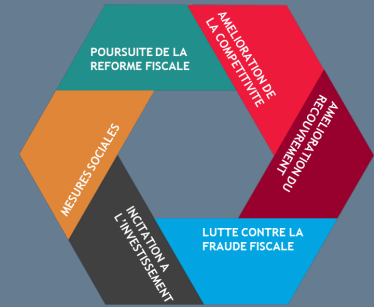 POURSUITE DE LA
REFORME FISCALE
AMELIORATION DE
LA COMPETITIVITE
AMELIORATION DU
RECOUVREMENT
LUTTE CONTRE LA
FRAUDE FISCALE
INCITATION A
L'INVESTISSEMENT
MESURES SOCIALES